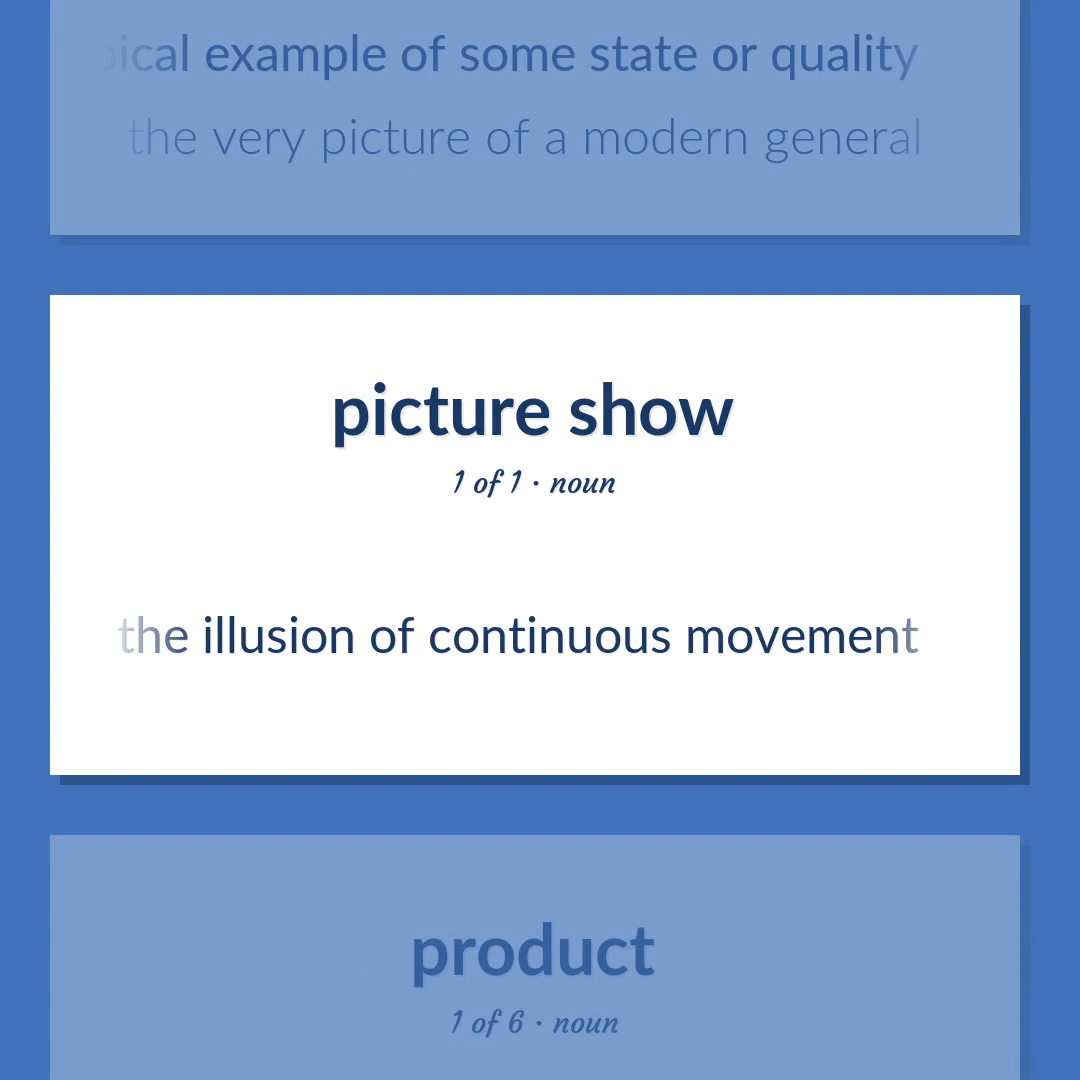 example of some state or quality
the very picture of a modern general
picture show
1 of 1 · noun
the illusion of continuous movement
product
1 of 6 · noun